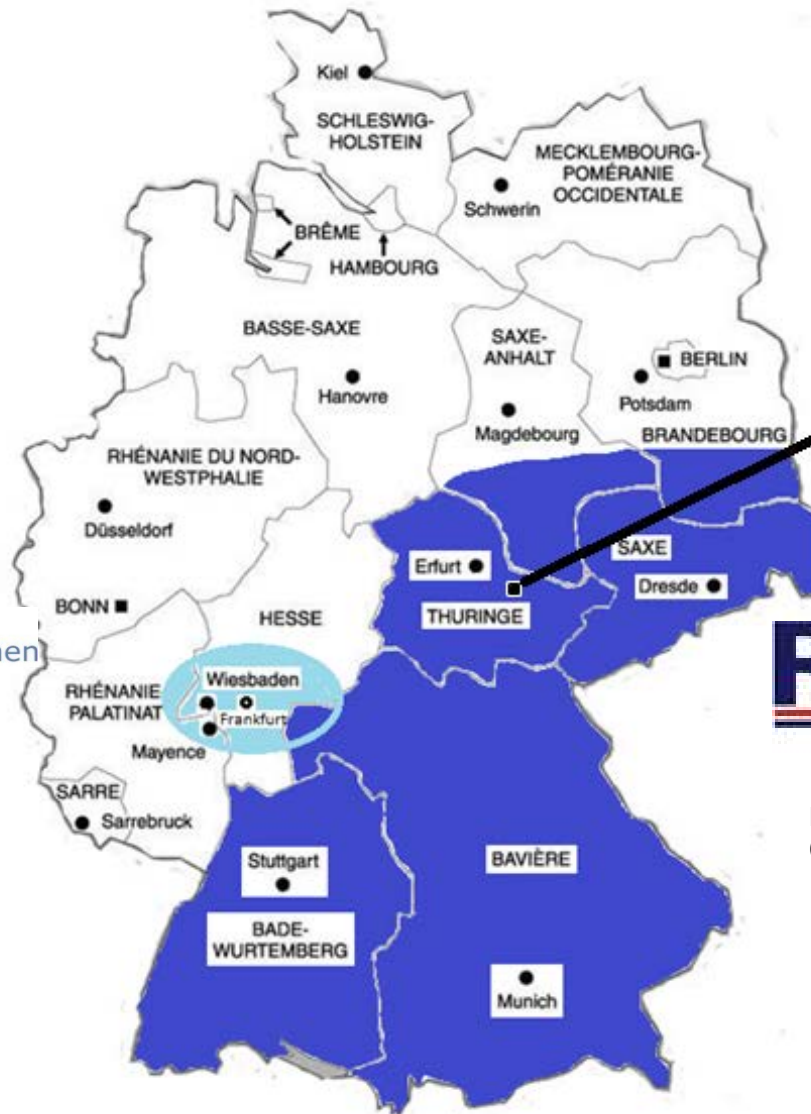 Kiel
SCHLESWIG-
HOLSTEIN
MECKLEMBOURG-
POMÉRANIE
OCCIDENTALE
Schwerin
BRÊME
HAMBOURG
BASSE-SAXE
Hanovre
SAXE-
ANHALT
Magdebourg
BERLIN
Potsdam
BRANDEBOURG
RHÉNANIE DU NORD-
WESTPHALIE
Düsseldorf
BONN
HESSE
Erfurt
THURINGE
SAXE
Dresde
RHÉNANIE
PALATINAT
Wiesbaden
Frankfurt
Mayence
SARRE
Sarrebruck
Stuttgart
BADE-
WURTEMBERG
BAVIÈRE
Munich